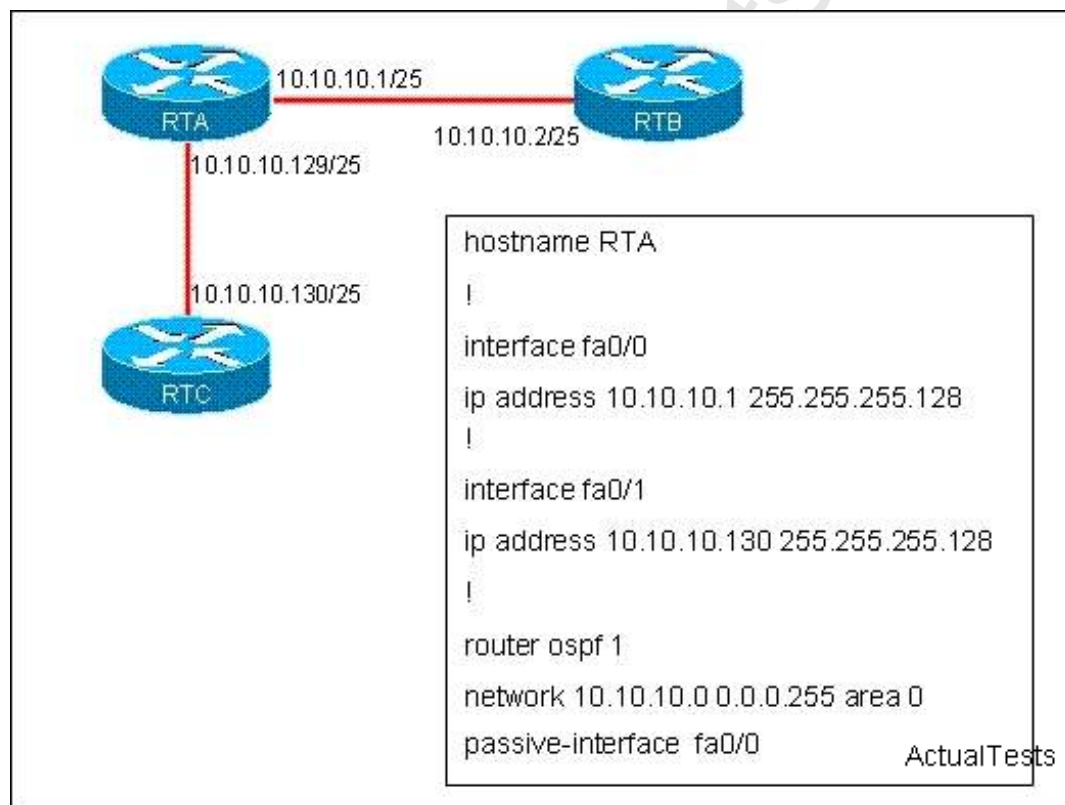 10.10.10.1/25
RTA
RTB
10.10.10.2/25
10.10.10.129/25
10.10.10.130/25
RTC
hostname RTA
!
interface fa0/0
ip address 10.10.10.1 255.255.255.128
!
interface fa0/1
ip address 10.10.10.130 255.255.255.128
!
router ospf 1
network 10.10.10.0 0.0.0.255 area 0
passive-interface fa0/0
ActualTests